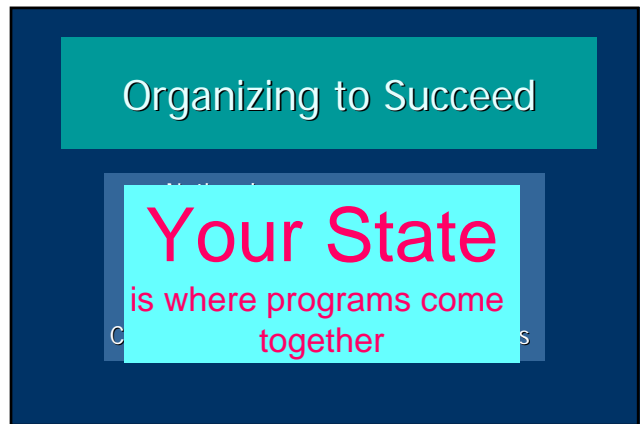 Organizing to Succeed
Your State
is where programs come
together